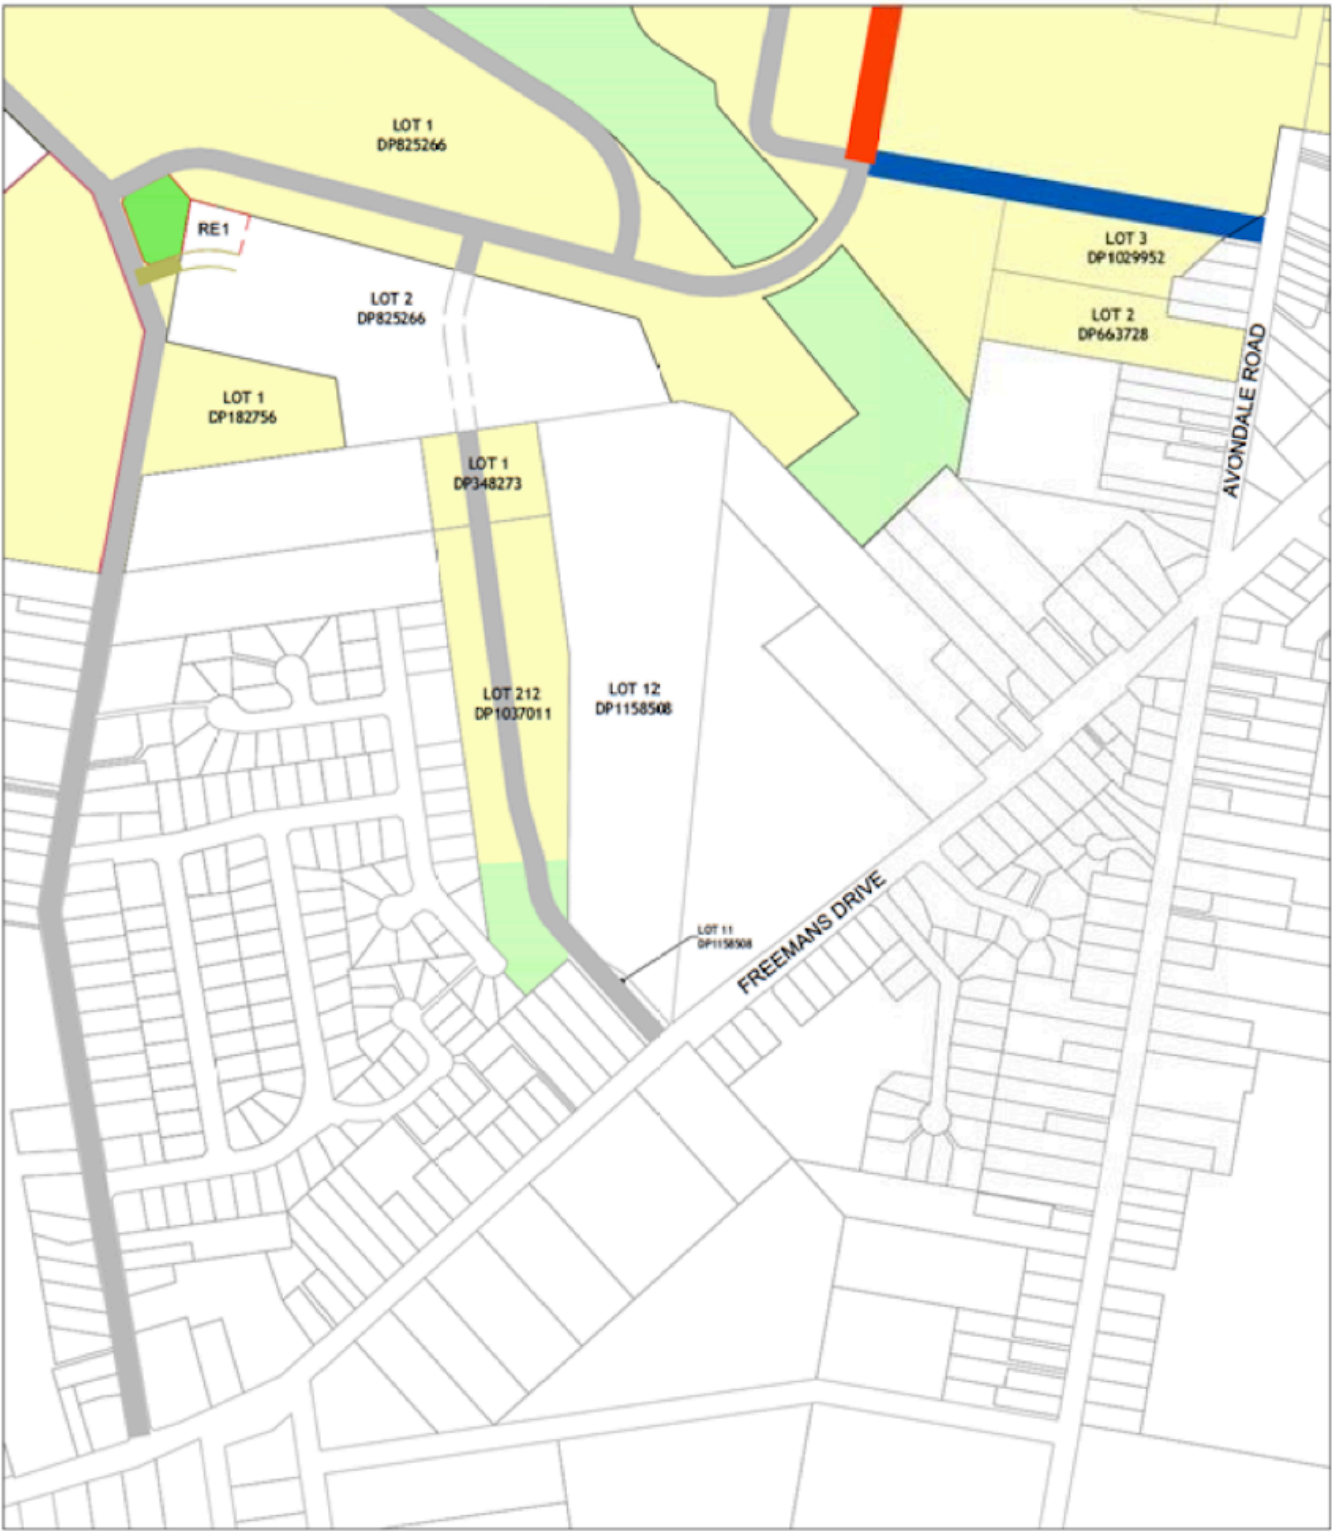 LOT 1
DP825266
RE1
LOT 3
DP1029952
LOT 2
DP825266
LOT 2
DP663728
LOT 1
DP182756
AVONDALE ROAD
LOT 1
DP348273
LOT 212
DP1037011
LOT 12
DP1158508
LOT 11
DP1158508
FREEMANS DRIVE